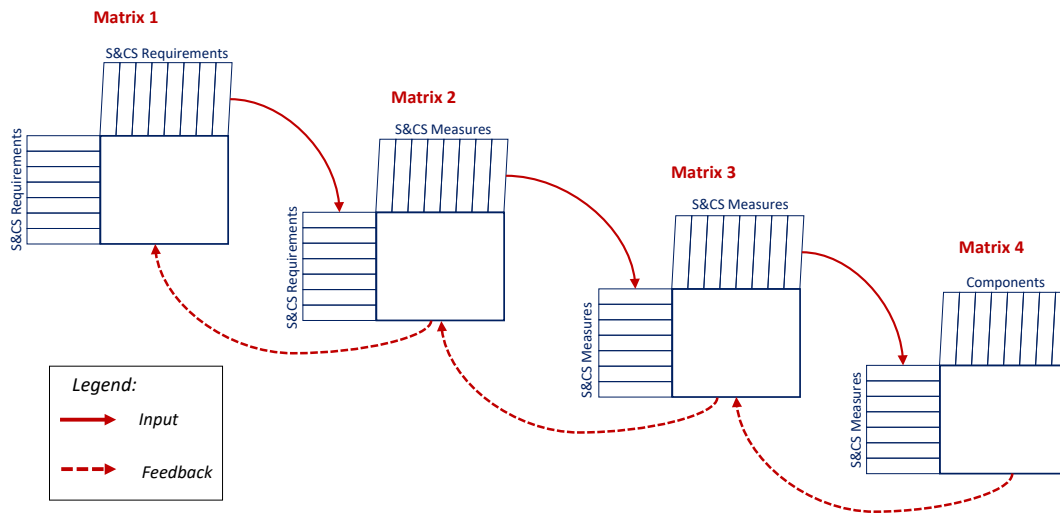 Matrix 1
S&CS Requirements
S&CS Requirements
Matrix 2
S&CS Measures
S&CS Requirements
Matrix 3
S&CS Measures
S&CS Measures
Matrix 4
Components
S&CS Measures
Legend:
Input
Feedback